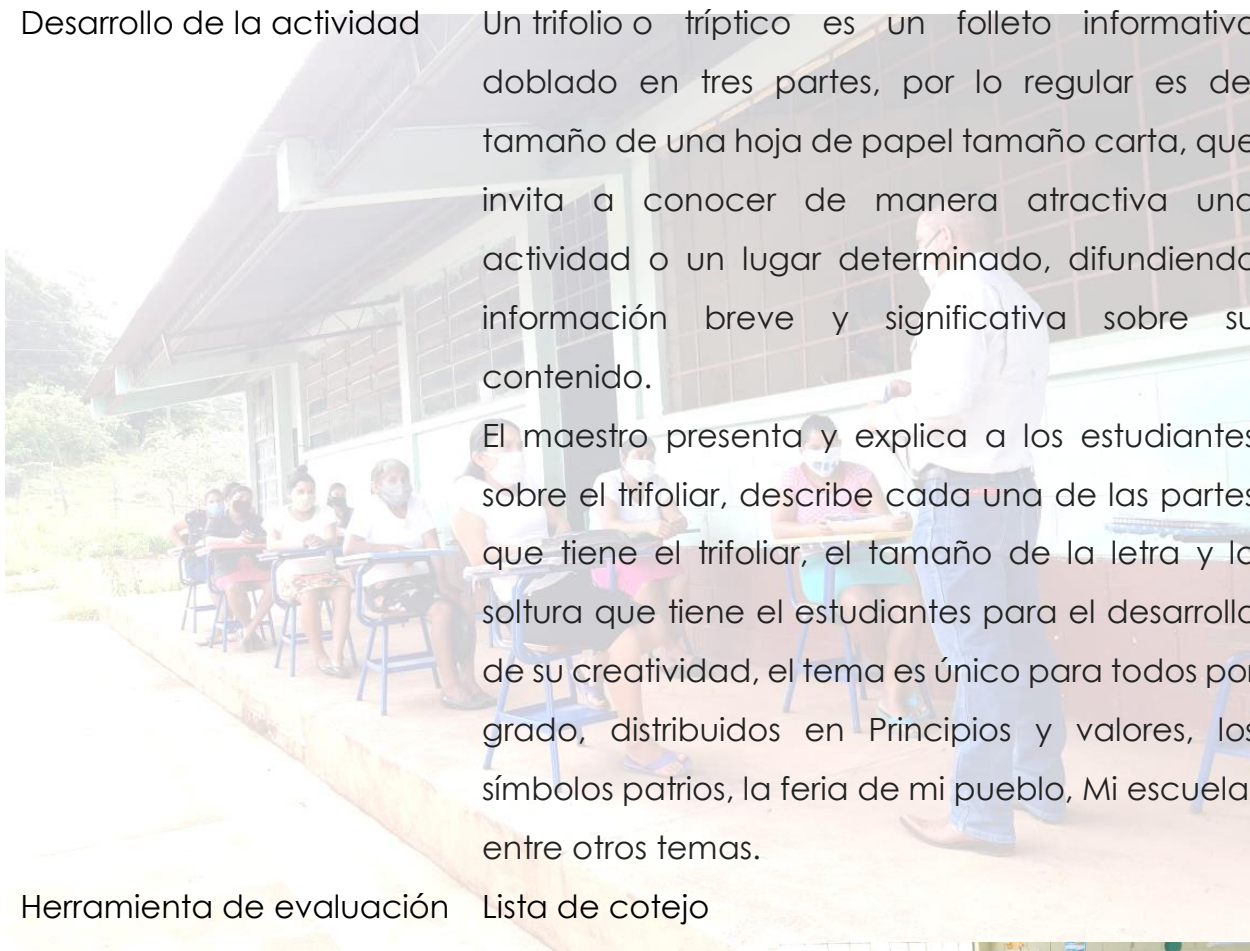 Desarrollo de la actividad
Un trifolio o tríptico es un folleto informativo
doblado en tres partes, por lo regular es de
tamaño de una hoja de papel tamaño carta, que
invita a conocer de manera atractiva una
actividad o un lugar determinado, difundiendo
información breve y significativa sobre su
contenido.
El maestro presenta y explica a los estudiantes
sobre el trifoliar, describe cada una de las partes
que tiene el trifoliar, el tamaño de la letra y la
soltura que tiene el estudiantes para el desarrollo
de su creatividad, el tema es único para todos por
grado, distribuidos en Principios y valores, los
símbolos patrios, la feria de mi pueblo, Mi escuela
entre otros temas.
Herramienta de evaluación
Lista de cotejo